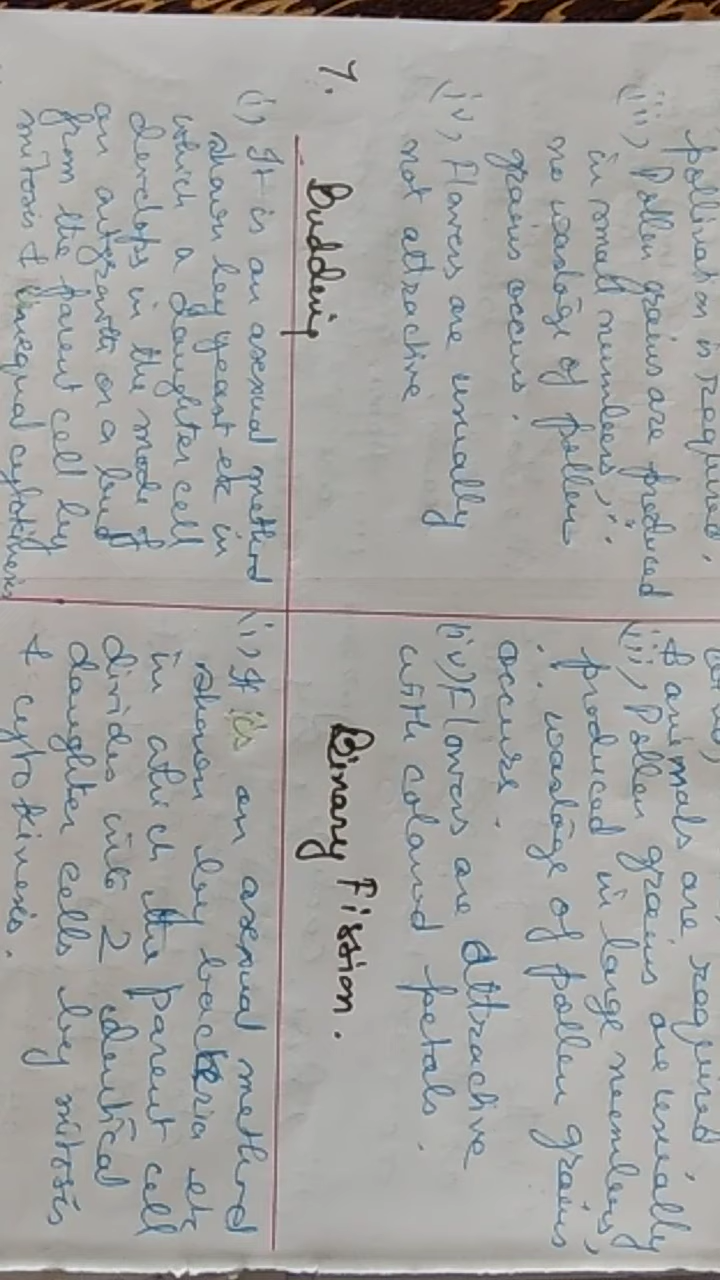 pollination is required.
(iii) Pollen grains are produced
in small numbers, ∵
no wastage of pollen
grains occurs.
(iv) Flowers are usually
not attractive
& animals are required,
(iii) Pollen grains are usually
produced in large numbers,
∴ wastage of pollen grains
occurs.
(iv) Flowers are attractive
with colored petals.
7.
Budding
(i) It is an asexual method
shown by yeast etc in
which a daughter cell
develops in the mode of
an outgrowth or a bud
from the parent cell by
mitosis & unequal cytokinesis
Binary Fission.
(i) It is an asexual method
shown by bacteria etc
in which the parent cell
divides into 2 identical
daughter cells by mitosis
& cytokinesis.